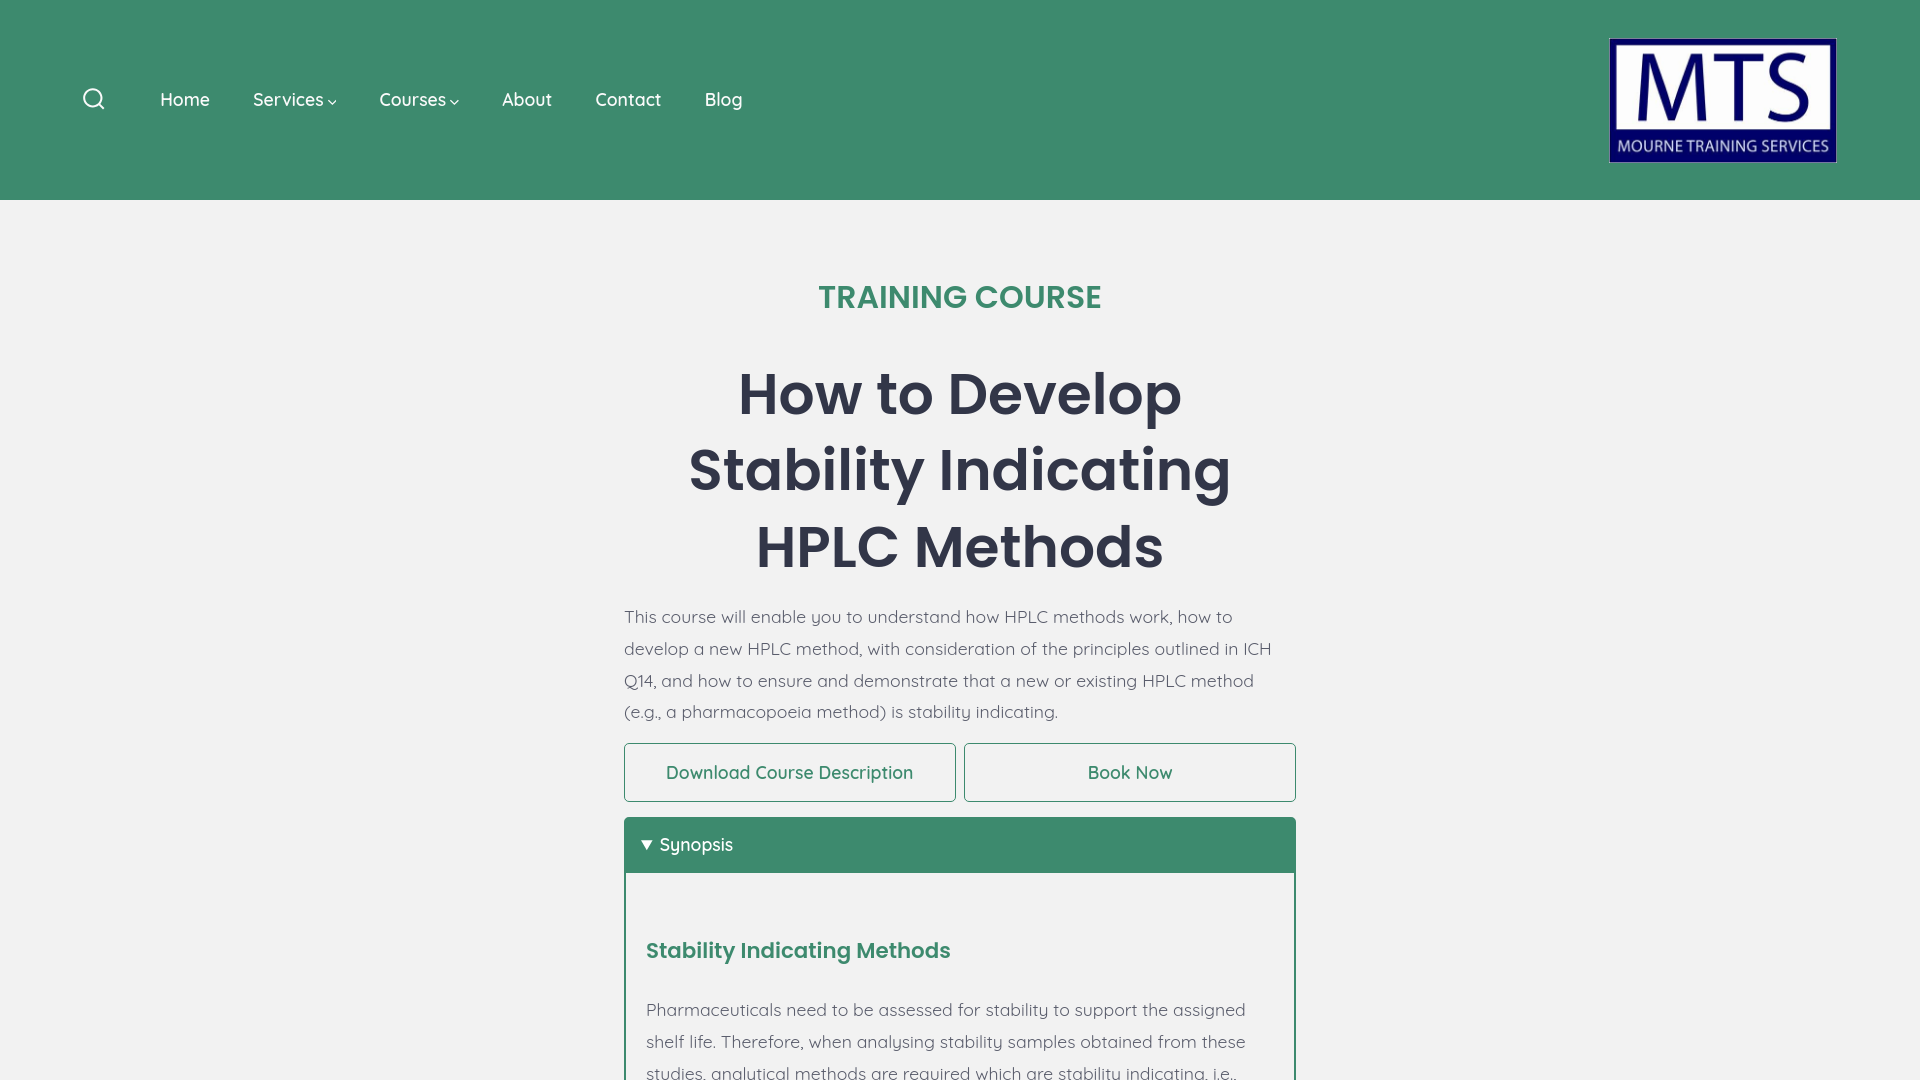 Home
Services
Courses
About
Contact
Blog
MTS
MOURNE TRAINING SERVICES
TRAINING COURSE
How to Develop
Stability Indicating
HPLC Methods
This course will enable you to understand how HPLC methods work, how to
develop a new HPLC method, with consideration of the principles outlined in ICH
Q14, and how to ensure and demonstrate that a new or existing HPLC method
(e.g., a pharmacopoeia method) is stability indicating.
Download Course Description
Book Now
Synopsis
Stability Indicating Methods
Pharmaceuticals need to be assessed for stability to support the assigned
shelf life. Therefore, when analysing stability samples obtained from these
studies, analytical methods are required which are stability indicating, i.e.,